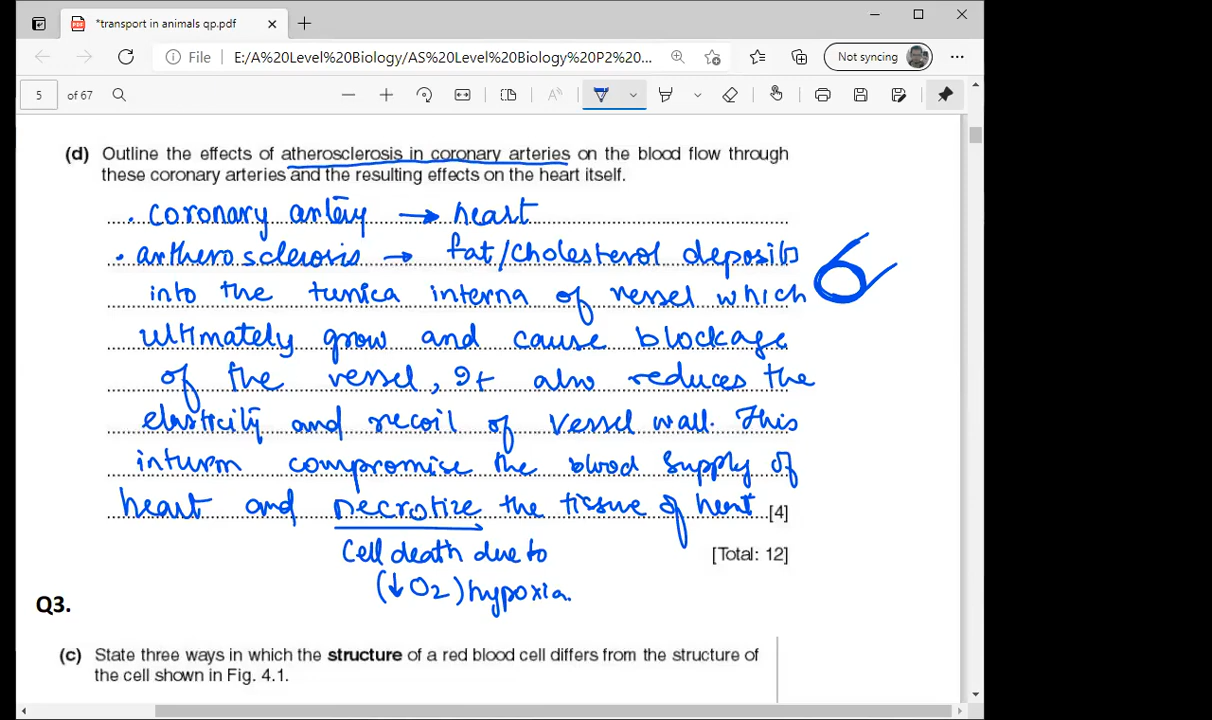 *transport in animals qp.pdf
File E:/A%20Level%20Biology/AS%20Level%20Biology%20P2%20... Not syncing
5 of 67
(d) Outline the effects of atherosclerosis in coronary arteries on the blood flow through
these coronary arteries and the resulting effects on the heart itself.
. coronary artery → heart
. antherosclerosis → fat/cholesterol deposits
into the tunica interna of vessel which
ultimately grow and cause blockage
of the vessel, It also reduces the
elasticity and recoil of vessel wall. This
inturn compromise the blood supply of
heart and necrotize the tissue of heart [4]
Cell death due to
[Total: 12]
(↓O2) hypoxia.
Q3.
(c) State three ways in which the structure of a red blood cell differs from the structure of
the cell shown in Fig. 4.1.